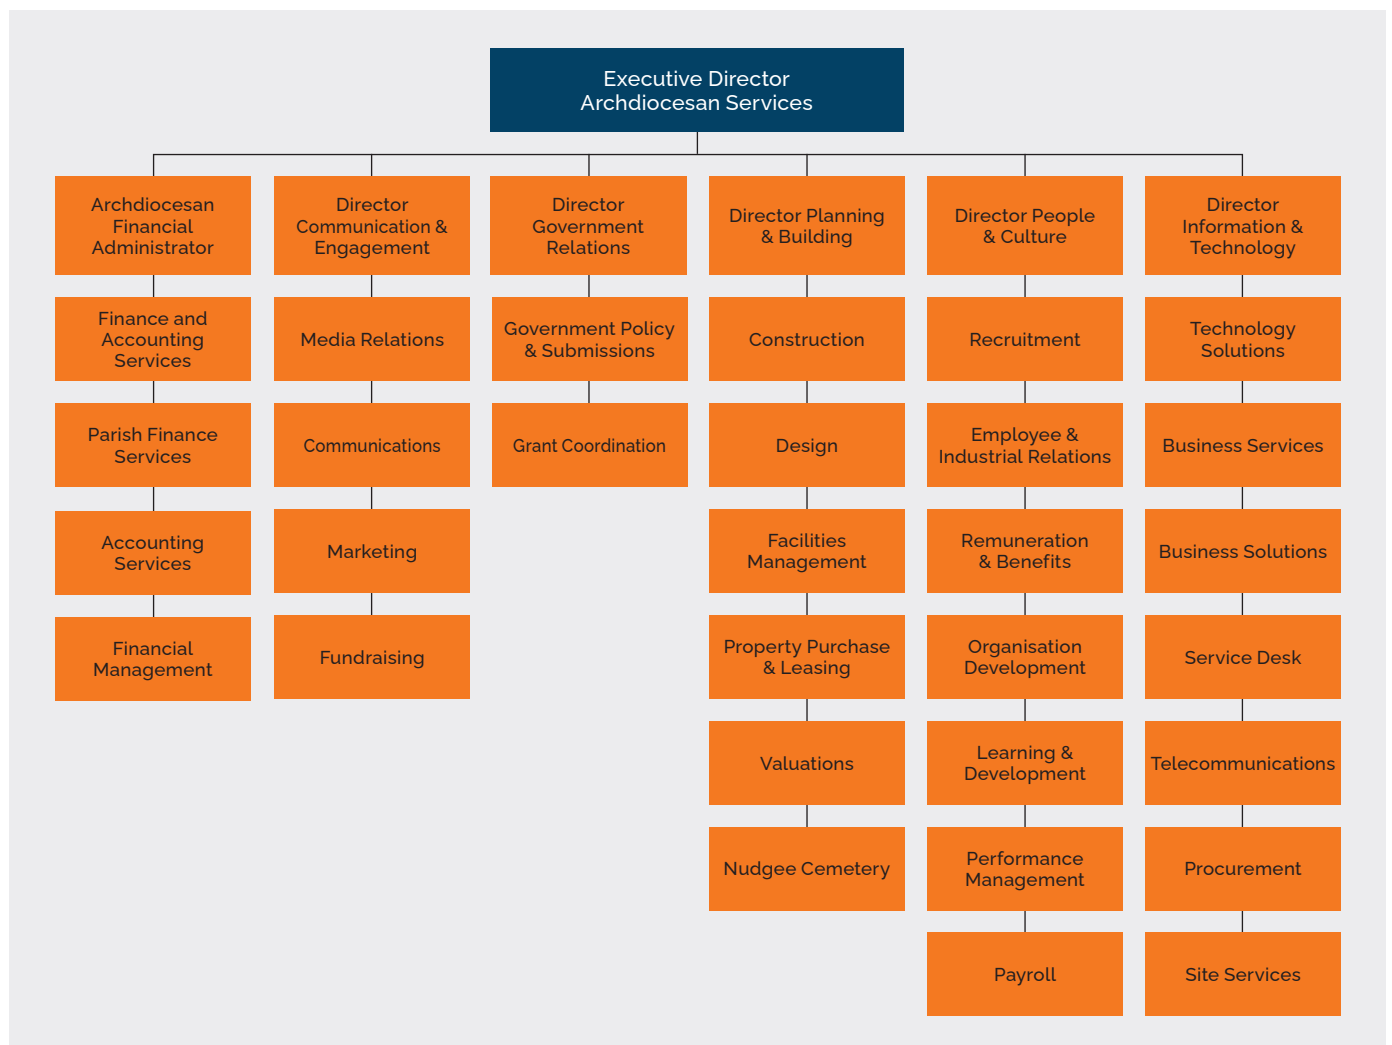 Executive Director
Archdiocesan Services
Archdiocesan
Financial
Administrator
Finance and
Accounting
Services
Parish Finance
Services
Accounting
Services
Financial
Management
Director
Communication &
Engagement
Media Relations
Communications
Marketing
Fundraising
Director
Government
Relations
Government Policy
& Submissions
Grant Coordination
Director Planning
& Building
Construction
Design
Facilities
Management
Property Purchase
& Leasing
Valuations
Nudgee Cemetery
Director People
& Culture
Recruitment
Employee &
Industrial Relations
Remuneration
& Benefits
Organisation
Development
Learning &
Development
Performance
Management
Payroll
Director
Information &
Technology
Technology
Solutions
Business Services
Business Solutions
Service Desk
Telecommunications
Procurement
Site Services